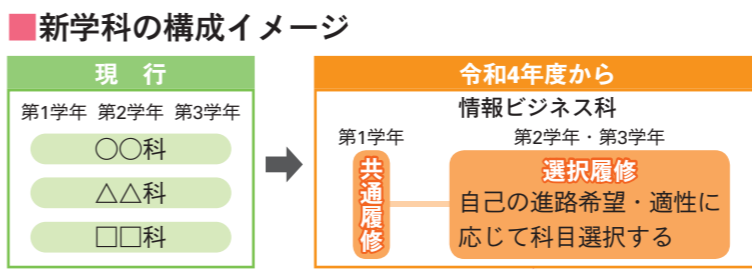 ■新学科の構成イメージ
現 行
第1学年 第2学年 第3学年
○○科
△△科
□□科
令和4年度から
情報ビジネス科
第1学年
第2学年・第3学年
共通履修
選択履修
自己の進路希望・適性に
応じて科目選択する